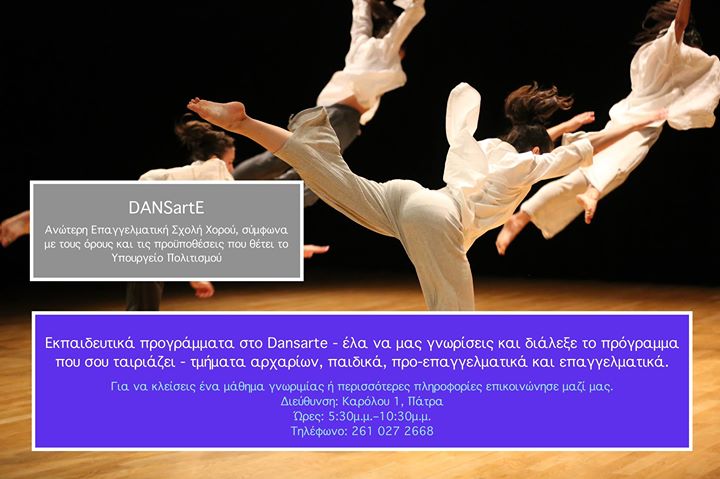 DANSartE
Ανώτερη Επαγγελματική Σχολή Χορού, σύμφωνα
με τους όρους και τις προϋποθέσεις που θέτει το
Υπουργείο Πολιτισμού
Εκπαιδευτικά προγράμματα στο Dansarte - έλα να μας γνωρίσεις και διάλεξε το πρόγραμμα
που σου ταιριάζει - τμήματα αρχαρίων, παιδικά, προ-επαγγελματικά και επαγγελματικά.
Για να κλείσεις ένα μάθημα γνωριμίας ή περισσότερες πληροφορίες επικοινώνησε μαζί μας.
Διεύθυνση: Καρόλου 1, Πάτρα
Ώρες: 5:30μ.μ.–10:30μ.μ.
Τηλέφωνο: 261 027 2668